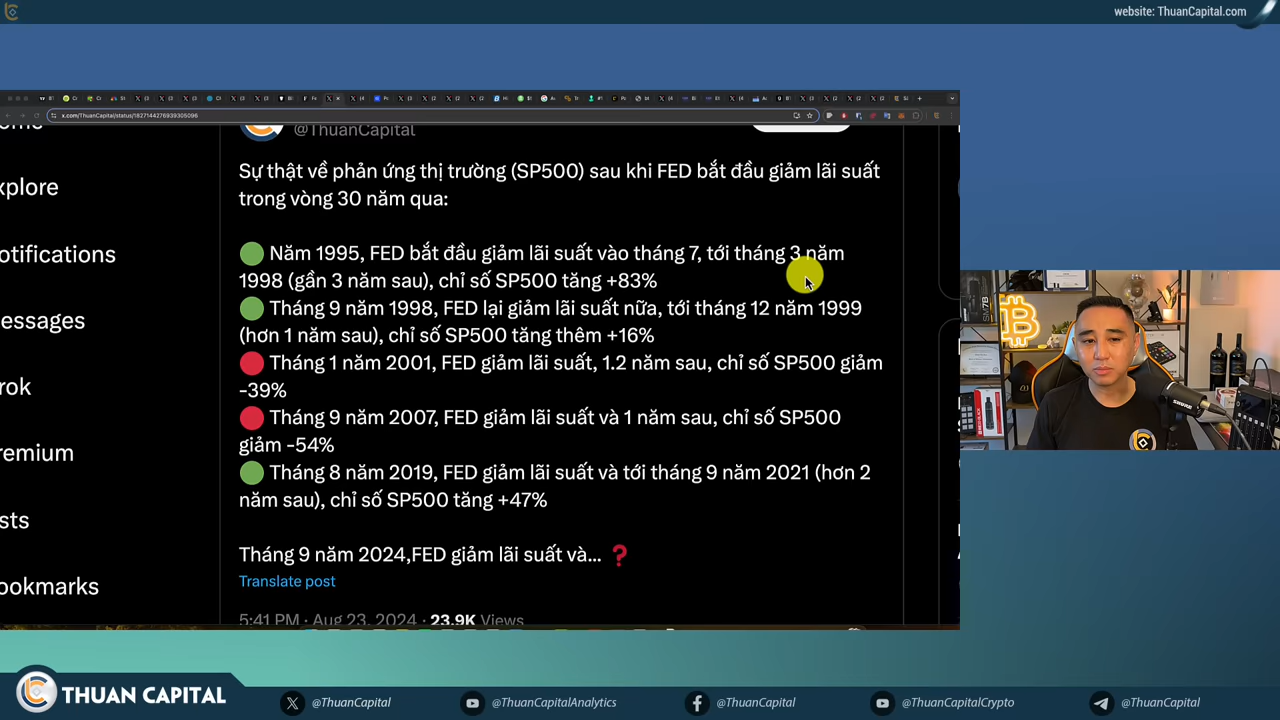 website: ThuanCapital.com
x.com/ThuanCapital/status/1827144276939305096
@ThuanCapital
Sự thật về phản ứng thị trường (SP500) sau khi FED bắt đầu giảm lãi suất
trong vòng 30 năm qua:
xplore
otifications
essages
rok
remium
sts
ookmarks
Năm 1995, FED bắt đầu giảm lãi suất vào tháng 7, tới tháng 3 năm
1998 (gần 3 năm sau), chỉ số SP500 tăng +83%
Tháng 9 năm 1998, FED lại giảm lãi suất nữa, tới tháng 12 năm 1999
(hơn 1 năm sau), chỉ số SP500 tăng thêm +16%
Tháng 1 năm 2001, FED giảm lãi suất, 1.2 năm sau, chỉ số SP500 giảm
-39%
Tháng 9 năm 2007, FED giảm lãi suất và 1 năm sau, chỉ số SP500
giảm -54%
Tháng 8 năm 2019, FED giảm lãi suất và tới tháng 9 năm 2021 (hơn 2
năm sau), chỉ số SP500 tăng +47%
Tháng 9 năm 2024,FED giảm lãi suất và... ❓
Translate post
5:41 PM · Aug 23, 2024 · 23.9K Views
SM7B
SHURE
THUAN CAPITAL
@ThuanCapital
@ThuanCapitalAnalytics
@ThuanCapital
@ThuanCapitalCrypto
@ThuanCapital